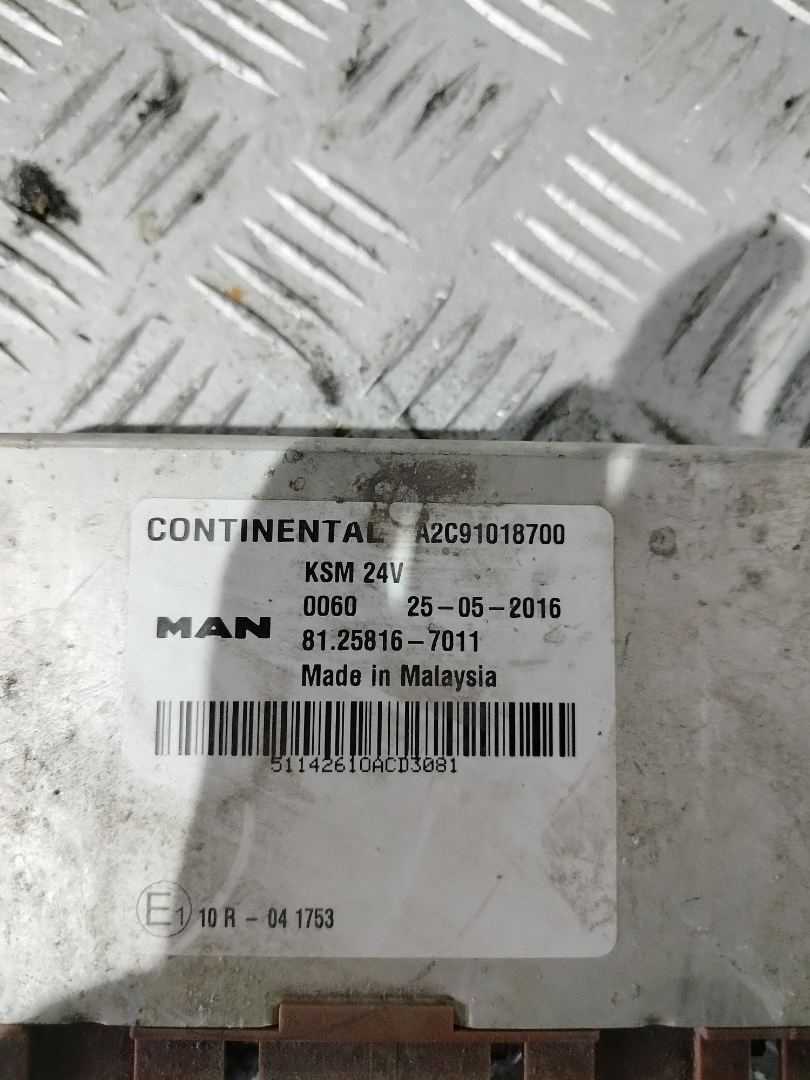 CONTINENTAL A2C91018700
KSM 24V
0060 25-05-2016
MAN 81.25816-7011
Made in Malaysia
51142610ACD3081
E1 10 R - 04 1753